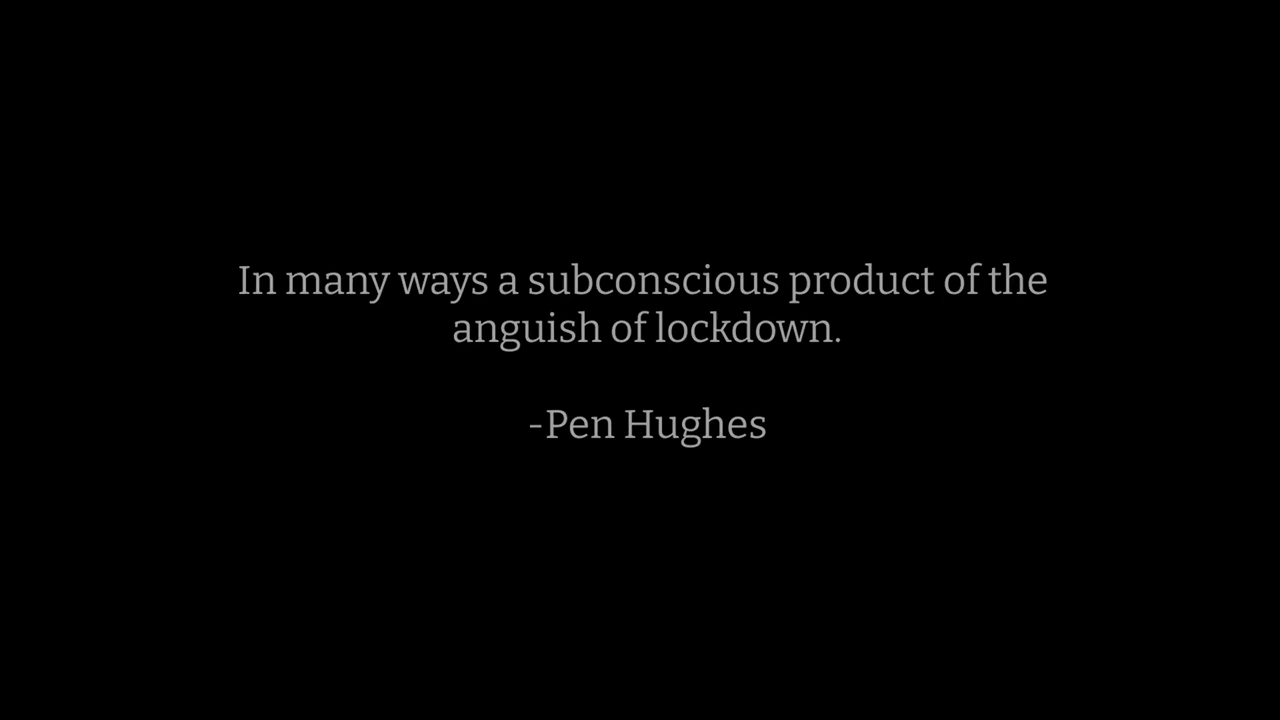 In many ways a subconscious product of the
anguish of lockdown.
-Pen Hughes